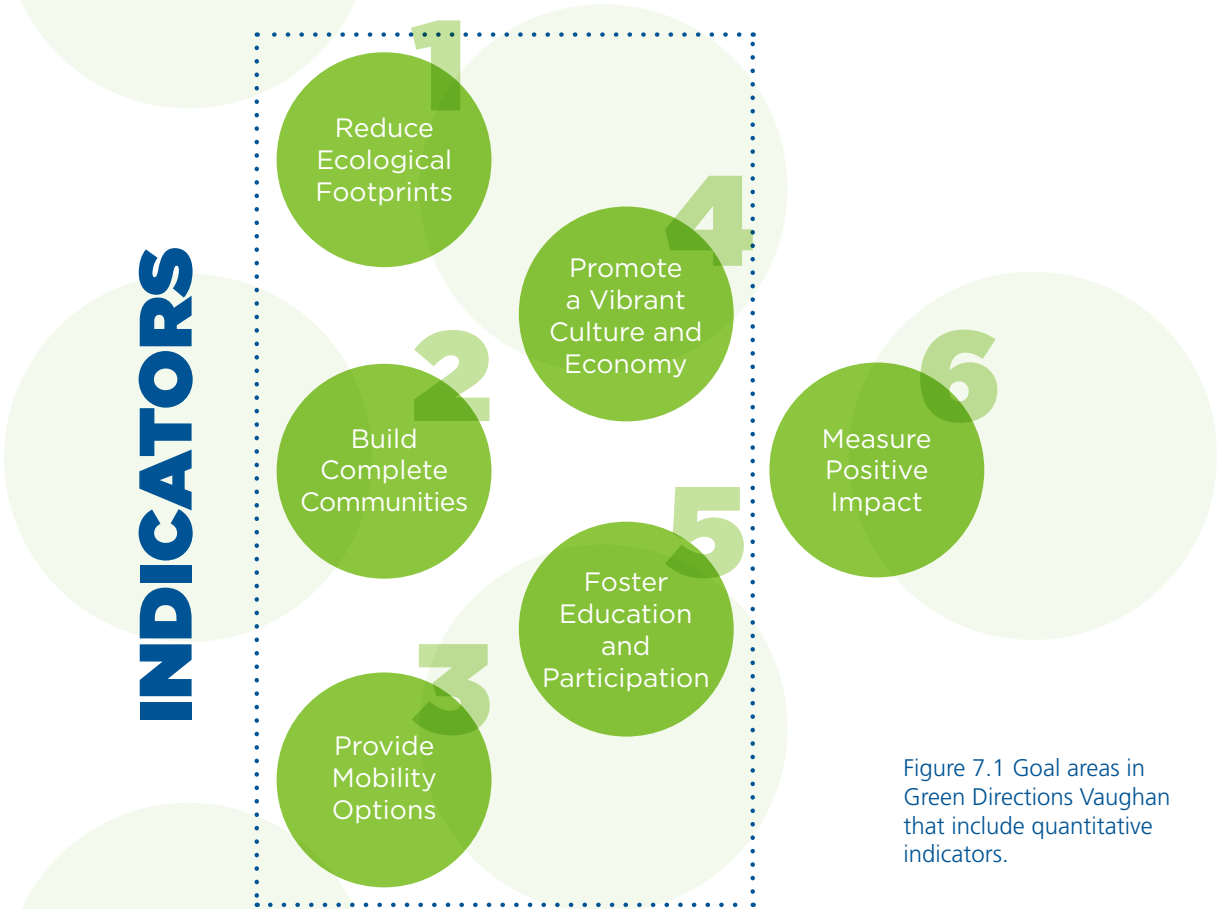 INDICATORS
1
Reduce
Ecological
Footprints
2
Build
Complete
Communities
3
Provide
Mobility
Options
4
Promote
a Vibrant
Culture and
Economy
5
Foster
Education
and
Participation
6
Measure
Positive
Impact
Figure 7.1 Goal areas in
Green Directions Vaughan
that include quantitative
indicators.